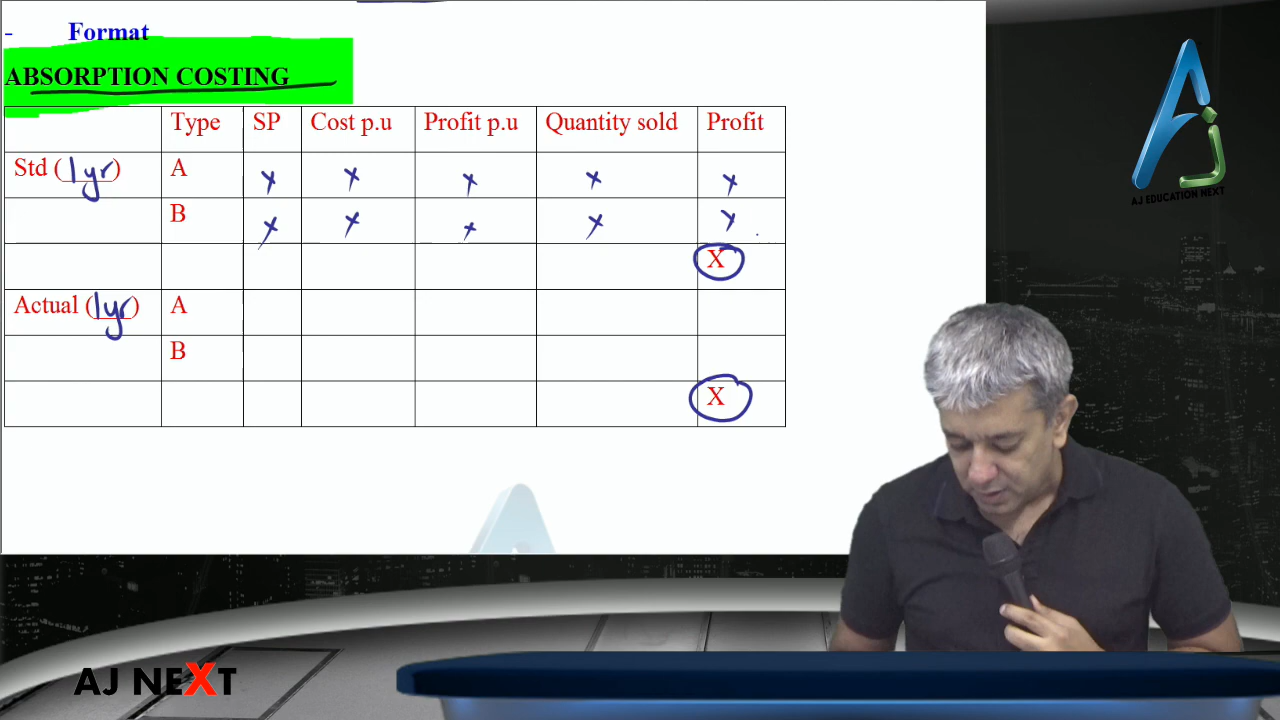 - Format
ABSORPTION COSTING
Type SP Cost p.u Profit p.u Quantity sold Profit
Std (1yr) A x x x x x
B x x x x x
X
Actual (1yr) A
B
X
AJ EDUCATION NEXT
AJ NEXT